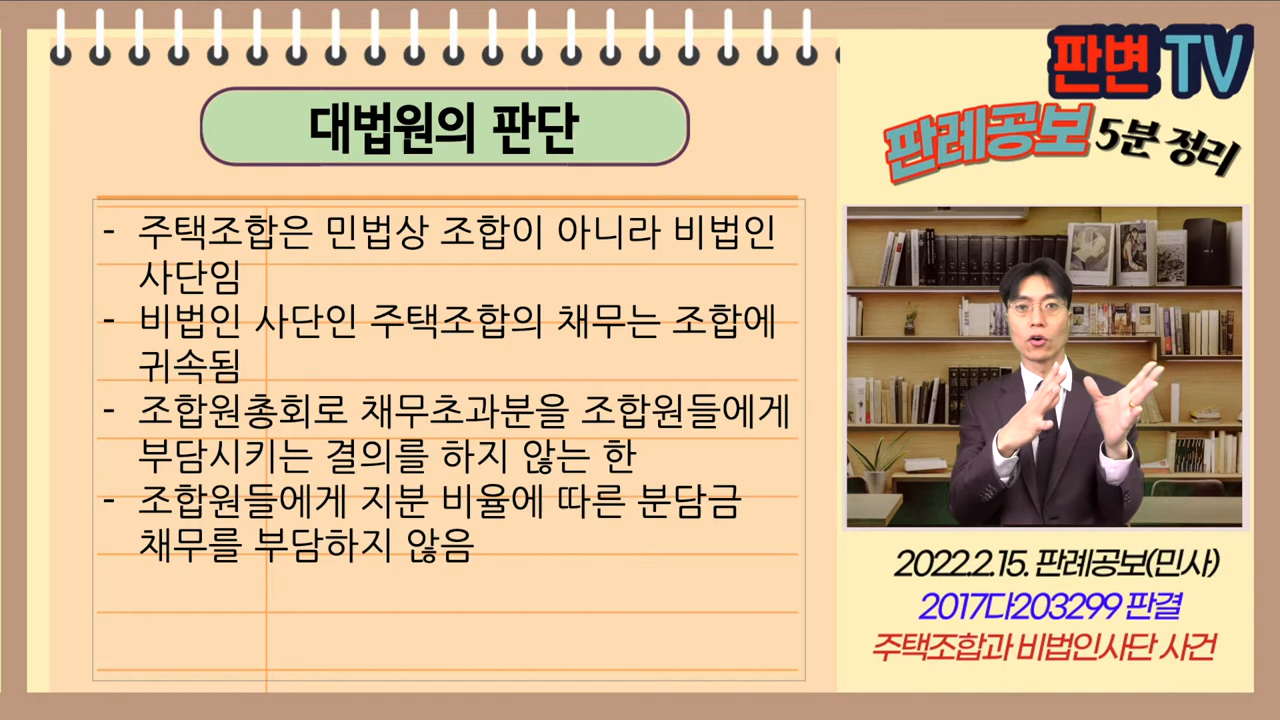 대법원의 판단
- 주택조합은 민법상 조합이 아니라 비법인
사단임
- 비법인 사단인 주택조합의 채무는 조합에
귀속됨
- 조합원총회로 채무초과분을 조합원들에게
부담시키는 결의를 하지 않는 한
- 조합원들에게 지분 비율에 따른 분담금
채무를 부담하지 않음
판변 TV
판례공보 5분 정리
2022.2.15. 판례공보(민사)
2017다203299 판결
주택조합과 비법인사단 사건